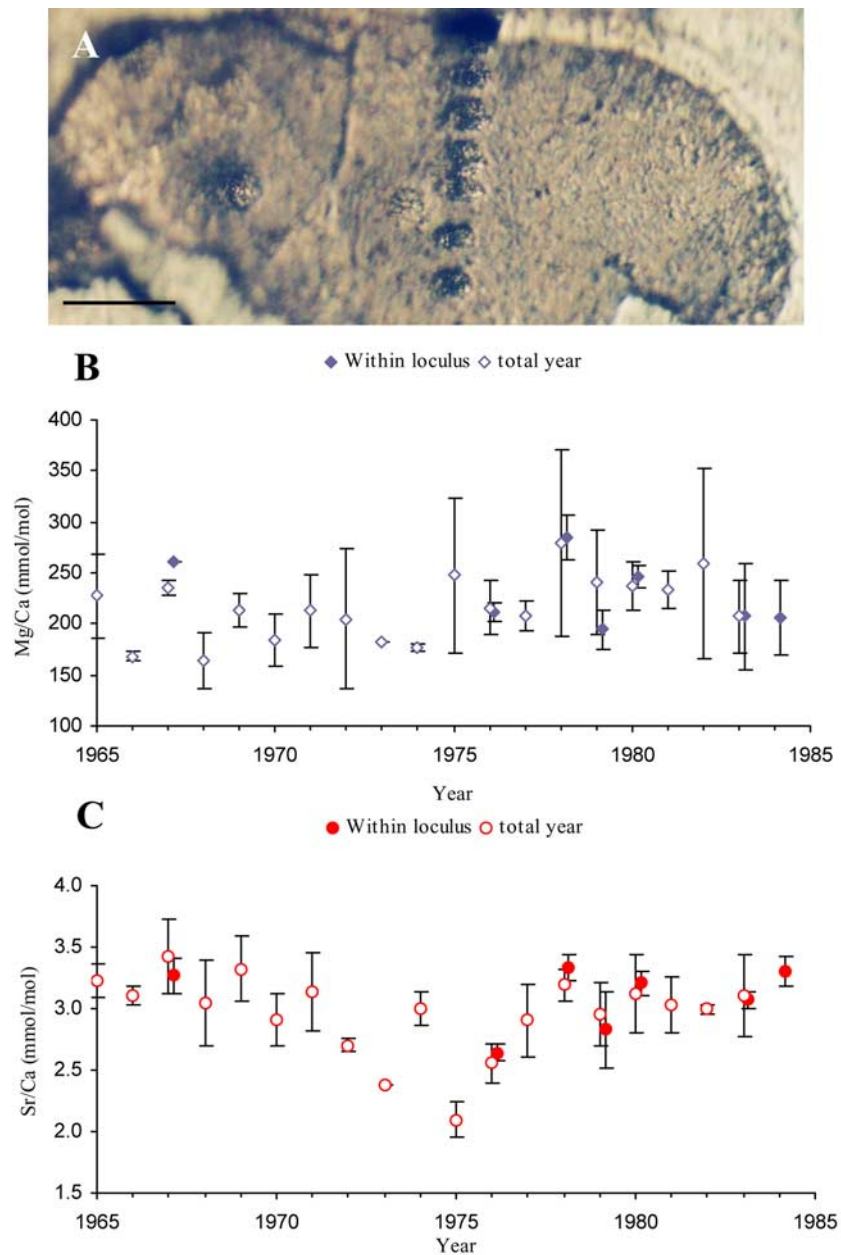 A
B
Within loculus total year
400
350
300
250
200
150
100
Mg/Ca (mmol/mol)
1965 1970 1975 1980 1985
Year
C
Within loculus total year
4.0
3.5
3.0
2.5
2.0
1.5
Sr/Ca (mmol/mol)
1965 1970 1975 1980 1985
Year